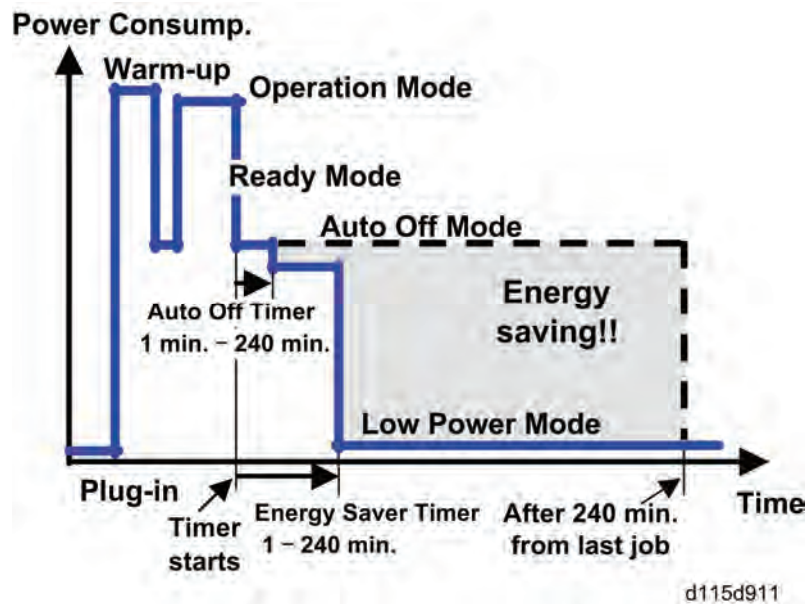 Power Consump.
Warm-up
Operation Mode
Ready Mode
Auto Off Mode
Auto Off Timer
1 min. – 240 min.
Energy
saving!!
Low Power Mode
Plug-in
Timer
starts
Energy Saver Timer
1 – 240 min.
After 240 min.
from last job
Time
d115d911